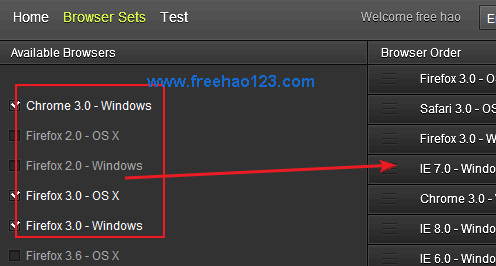 Home Browser Sets Test Welcome free hao E
Available Browsers
www.freehao123.com
Chrome 3.0 - Windows
Firefox 2.0 - OS X
Firefox 2.0 - Windows
Firefox 3.0 - OS X
Firefox 3.0 - Windows
Firefox 3.6 - OS X
Browser Order
Firefox 3.0 - OS
Safari 3.0 - OS
Firefox 3.0 - W
IE 7.0 - Windo
Chrome 3.0 -
IE 8.0 - Windo
IE 6.0 - Windo